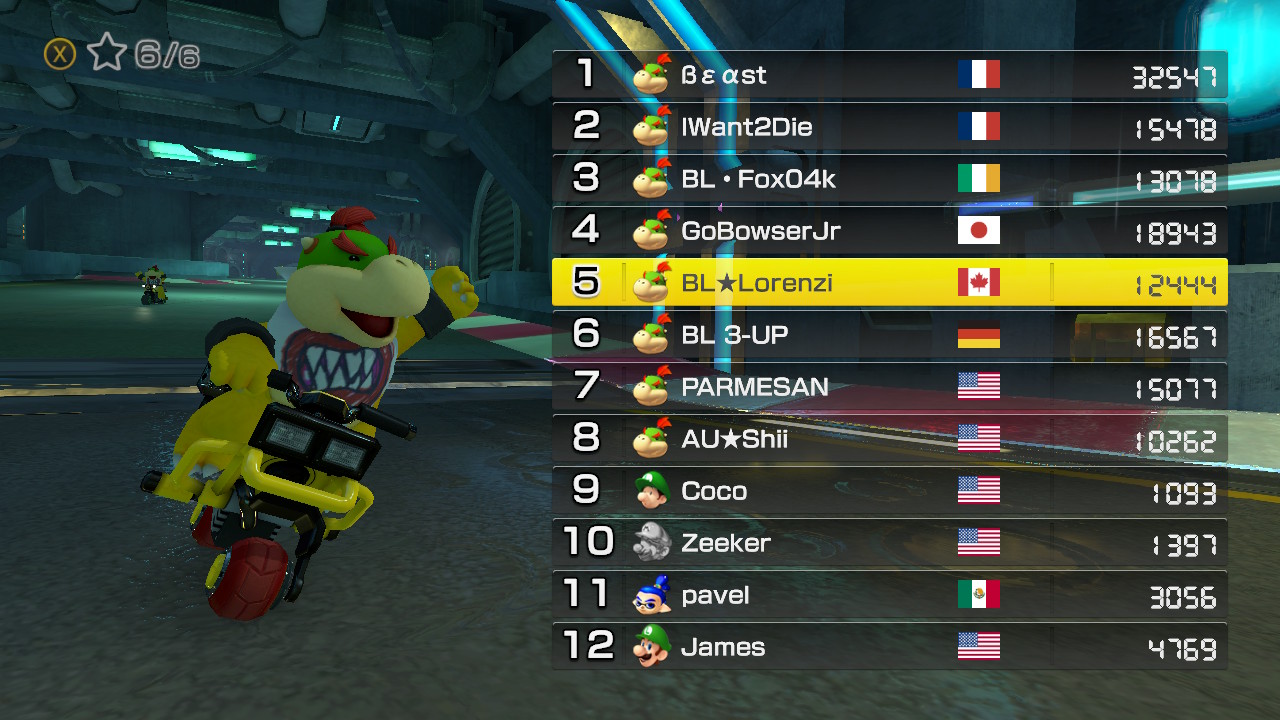 X ☆ 6/6
1 βε αst 32547
2 IWant2Die 15478
3 BL・Fox04k 13078
4 GoBowserJr 18943
5 BL★Lorenzi 12444
6 BL 3-UP 16567
7 PARMESAN 15077
8 AU★Shii 10262
9 Coco 1093
10 Zeeker 1397
11 pavel 3056
12 James 4769